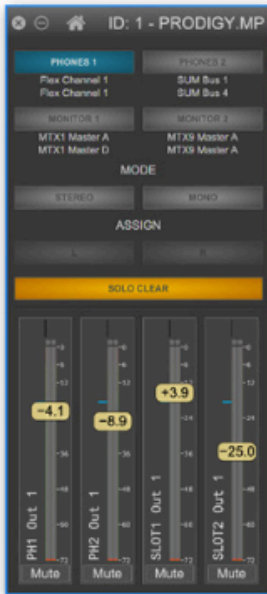 ID: 1 - PRODIGY.MP
PHONES 1 PHONES 2
Flex Channel 1 SUM Bus 1
Flex Channel 1 SUM Bus 4
MONITOR 1 MONITOR 2
MTX1 Master A MTX9 Master A
MTX1 Master D MTX9 Master A
MODE
STEREO MONO
ASSIGN
L R
SOLO CLEAR
-4.1 -8.9 +3.9 -25.0
PH1 Out 1 PH2 Out 1 SLOT1 Out 1 SLOT2 Out 1
Mute Mute Mute Mute